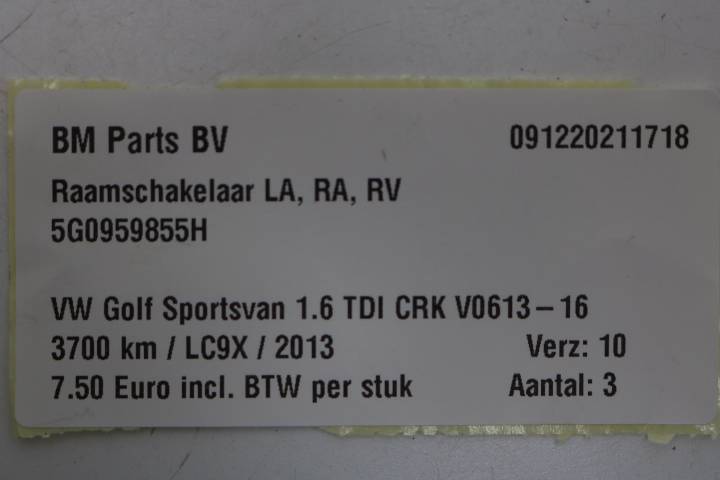 BM Parts BV 091220211718
Raamschakelaar LA, RA, RV
5G0959855H
VW Golf Sportsvan 1.6 TDI CRK V0613-16
3700 km / LC9X / 2013 Verz: 10
7.50 Euro incl. BTW per stuk Aantal: 3